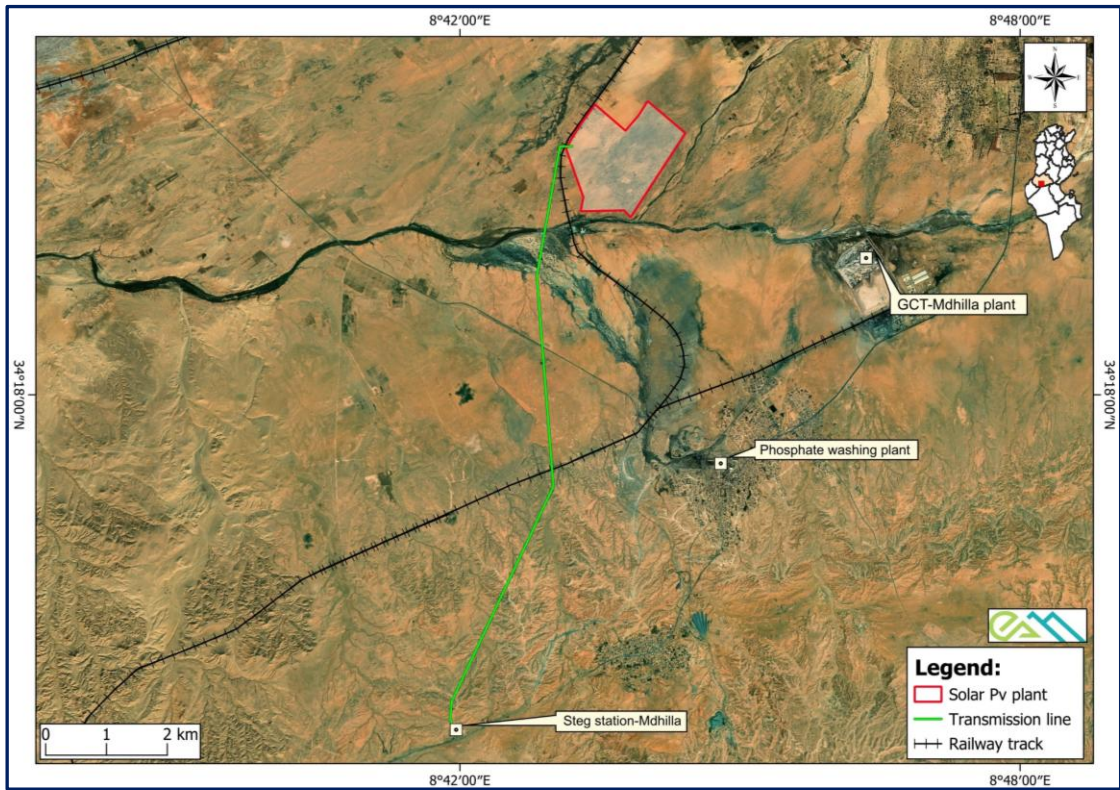 8°42'00"E
8°48'00"E
N
W
E
S
34°18'00"N
34°18'00"N
GCT-Mdhilla plant
Phosphate washing plant
Steg station-Mdhilla
Legend:
Solar Pv plant
Transmission line
Railway track
0 1 2 km
8°42'00"E
8°48'00"E